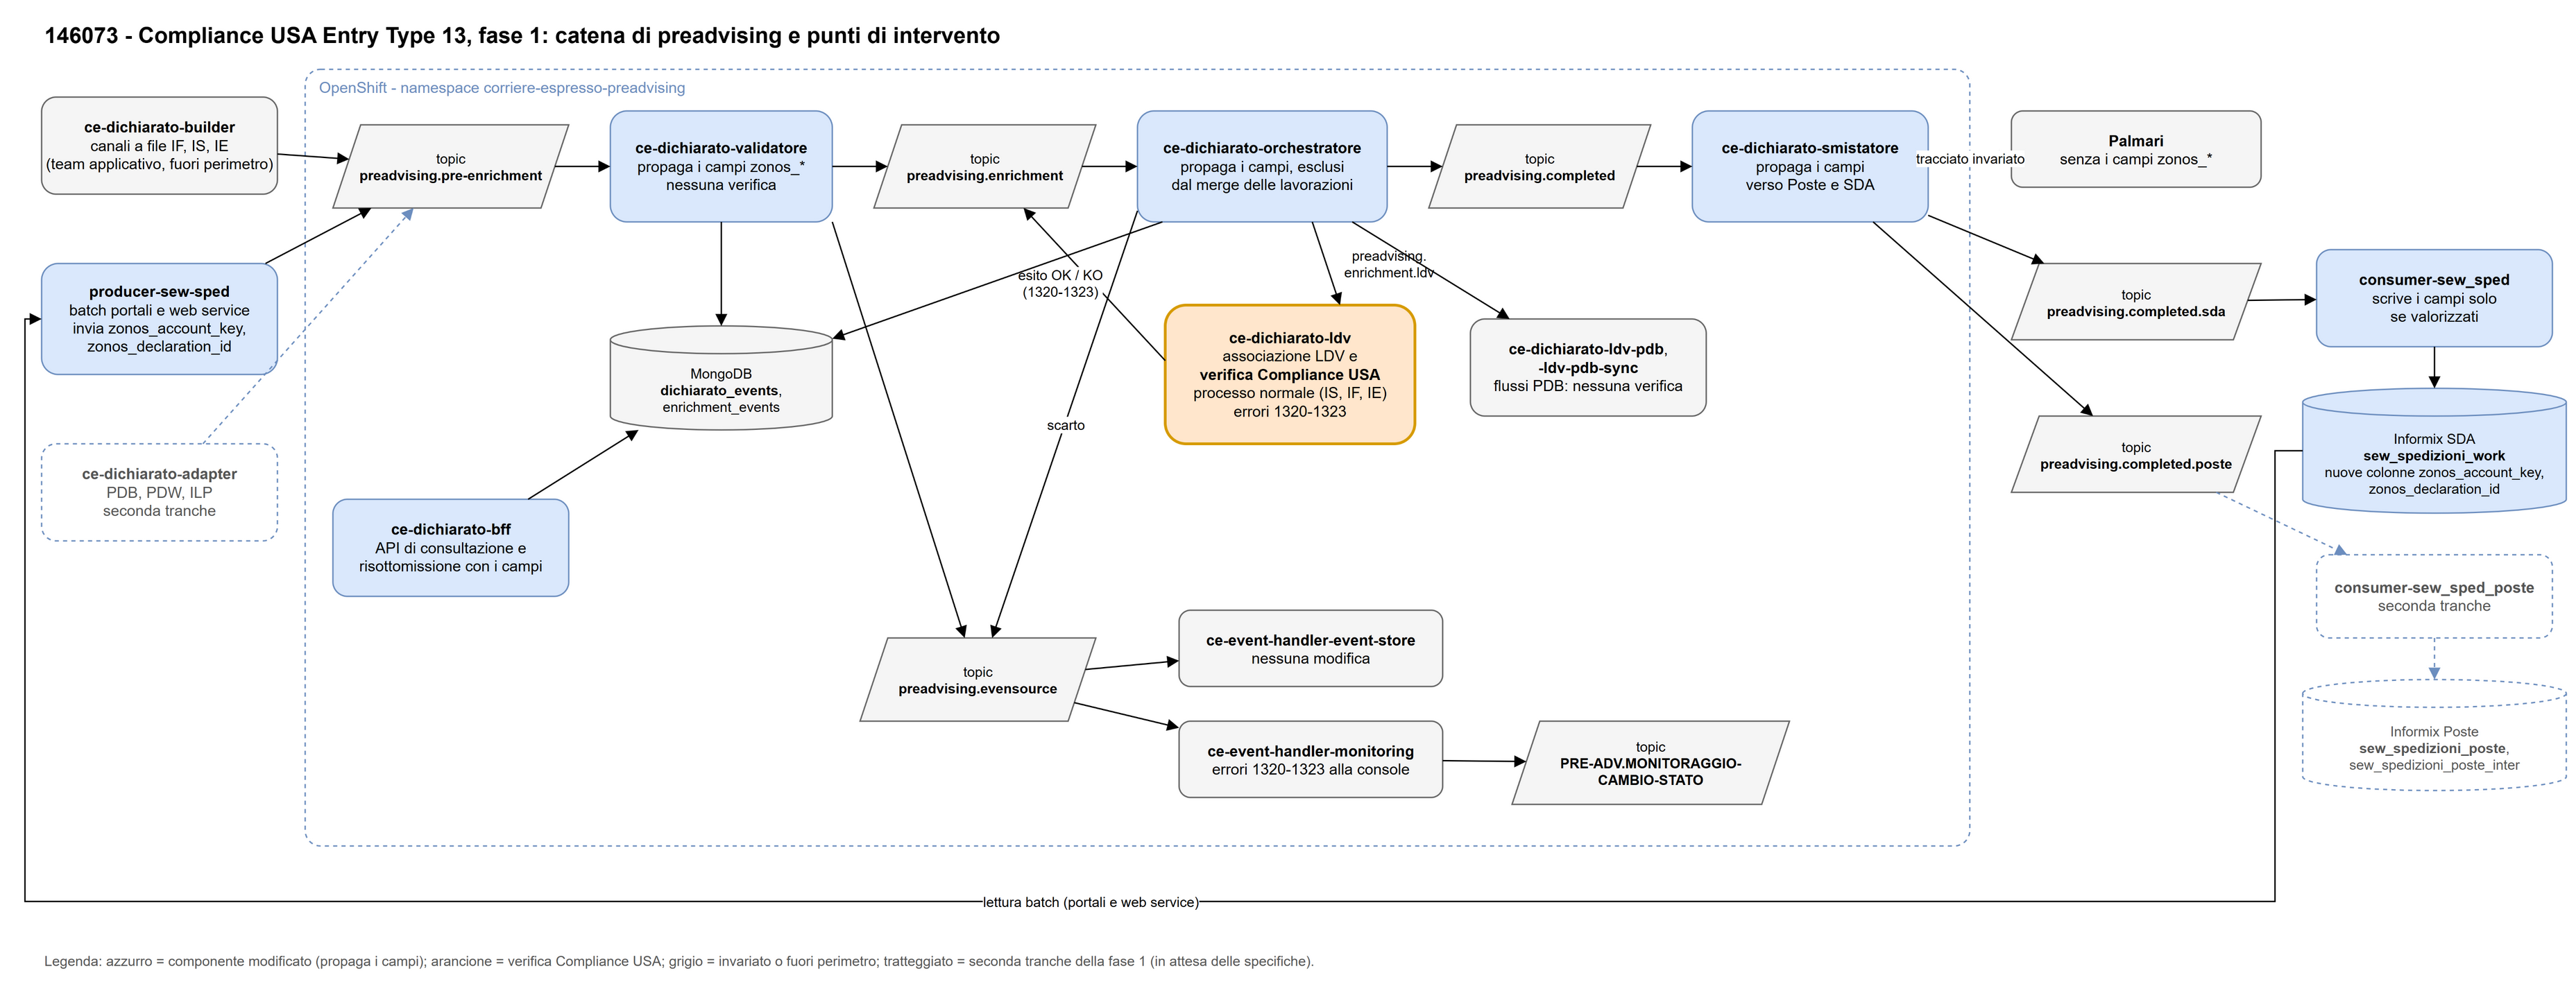 146073 - Compliance USA Entry Type 13, fase 1: catena di preadvising e punti di intervento
OpenShift - namespace corriere-espresso-preadvising
ce-dichiarato-builder
canali a file IF, IS, IE
(team applicativo, fuori perimetro)
topic
preadvising.pre-enrichment
ce-dichiarato-validatore
propaga i campi zonos_*
nessuna verifica
topic
preadvising.enrichment
ce-dichiarato-orchestratore
propaga i campi, esclusi
dal merge delle lavorazioni
topic
preadvising.completed
ce-dichiarato-smistatore
propaga i campi
verso Poste e SDA
tracciato invariato
Palmari
senza i campi zonos_*
producer-sew-sped
batch portali e web service
invia zonos_account_key,
zonos_declaration_id
esito OK / KO
(1320-1323)
preadvising.
enrichment.ldv
topic
preadvising.completed.sda
consumer-sew_sped
scrive i campi solo
se valorizzati
MongoDB
dichiarato_events,
enrichment_events
ce-dichiarato-ldv
associazione LDV e
verifica Compliance USA
processo normale (IS, IF, IE)
errori 1320-1323
ce-dichiarato-ldv-pdb,
-ldv-pdb-sync
flussi PDB: nessuna verifica
scarto
ce-dichiarato-adapter
PDB, PDW, ILP
seconda tranche
topic
preadvising.completed.poste
Informix SDA
sew_spedizioni_work
nuove colonne zonos_account_key,
zonos_declaration_id
ce-dichiarato-bff
API di consultazione e
risottomissione con i campi
consumer-sew_sped_poste
seconda tranche
topic
preadvising.evensource
ce-event-handler-event-store
nessuna modifica
ce-event-handler-monitoring
errori 1320-1323 alla console
topic
PRE-ADV.MONITORAGGIO-
CAMBIO-STATO
Informix Poste
sew_spedizioni_poste,
sew_spedizioni_poste_inter
lettura batch (portali e web service)
Legenda: azzurro = componente modificato (propaga i campi); arancione = verifica Compliance USA; grigio = invariato o fuori perimetro; tratteggiato = seconda tranche della fase 1 (in attesa delle specifiche).